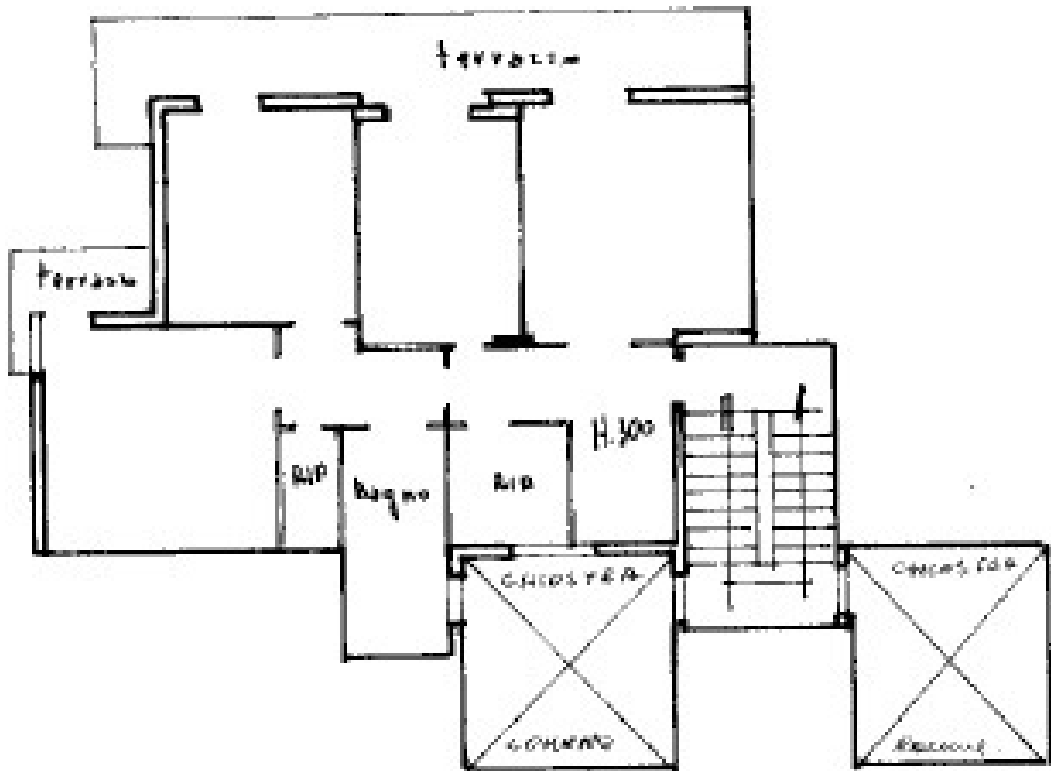 terrazzo
terrazzo
H.300
RIP
Bagno
RIP
CHIOSTRA
CHIOSTRA